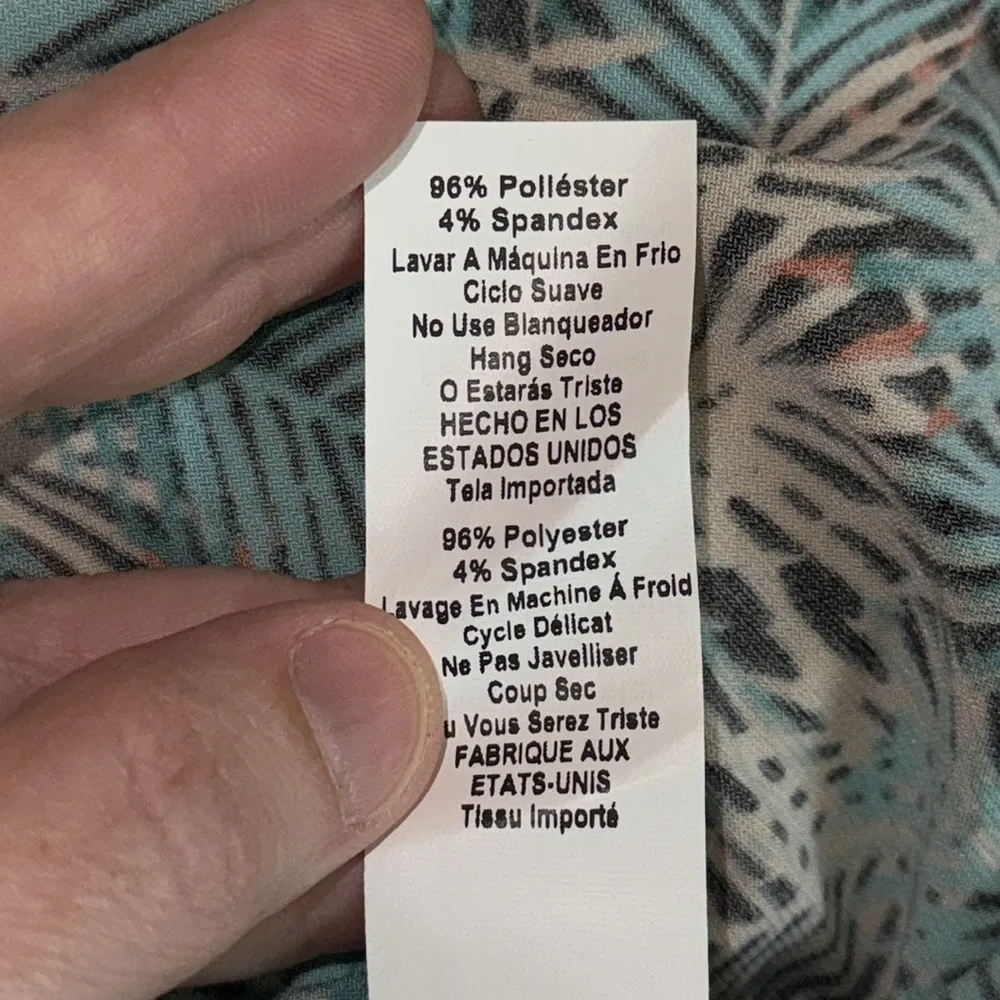 96% Poliéster
4% Spandex
Lavar A Máquina En Frio
Ciclo Suave
No Use Blanqueador
Hang Seco
O Estarás Triste
HECHO EN LOS
ESTADOS UNIDOS
Tela Importada
96% Polyester
4% Spandex
Lavage En Machine Á Froid
Cycle Délicat
Ne Pas Javelliser
Coup Sec
u Vous Serez Triste
FABRIQUE AUX
ETATS-UNIS
Tissu Importé